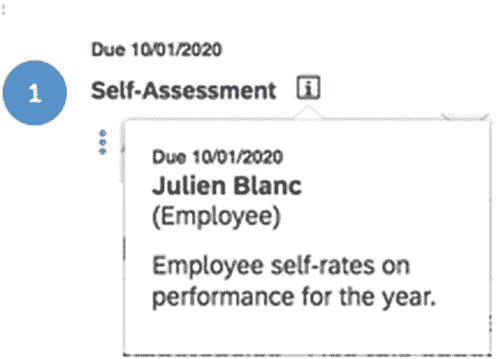 Due 10/01/2020
1
Self-Assessment i
Due 10/01/2020
Julien Blanc
(Employee)
Employee self-rates on
performance for the year.